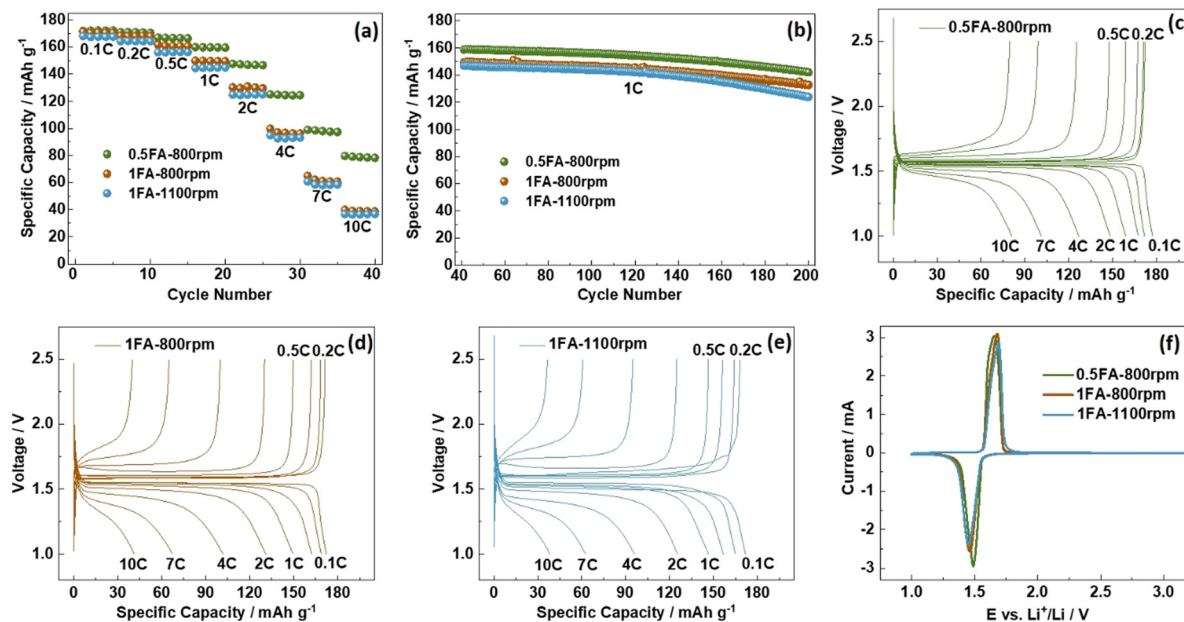 (a)
180
160
140
120
100
80
60
40
20
0
Specific Capacity / mAh g-1
0.1C
0.2C
0.5C
1C
2C
4C
7C
10C
0.5FA-800rpm
1FA-800rpm
1FA-1100rpm
0 10 20 30 40
Cycle Number
(b)
180
160
140
120
100
80
60
40
20
0
Specific Capacity / mAh g-1
1C
0.5FA-800rpm
1FA-800rpm
1FA-1100rpm
40 60 80 100 120 140 160 180 200
Cycle Number
(c)
0.5FA-800rpm
0.5C 0.2C
2.5
2.0
1.5
1.0
Voltage / V
10C 7C 4C 2C 1C 0.1C
0 30 60 90 120 150 180
Specific Capacity / mAh g-1
(d)
1FA-800rpm
0.5C 0.2C
2.5
2.0
1.5
1.0
Voltage / V
10C 7C 4C 2C 1C 0.1C
0 30 60 90 120 150 180
Specific Capacity / mAh g-1
(e)
1FA-1100rpm
0.5C 0.2C
2.5
2.0
1.5
1.0
Voltage / V
10C 7C 4C 2C 1C 0.1C
0 30 60 90 120 150 180
Specific Capacity / mAh g-1
(f)
3
2
1
0
-1
-2
-3
Current / mA
0.5FA-800rpm
1FA-800rpm
1FA-1100rpm
1.0 1.5 2.0 2.5 3.0
E vs. Li+/Li / V